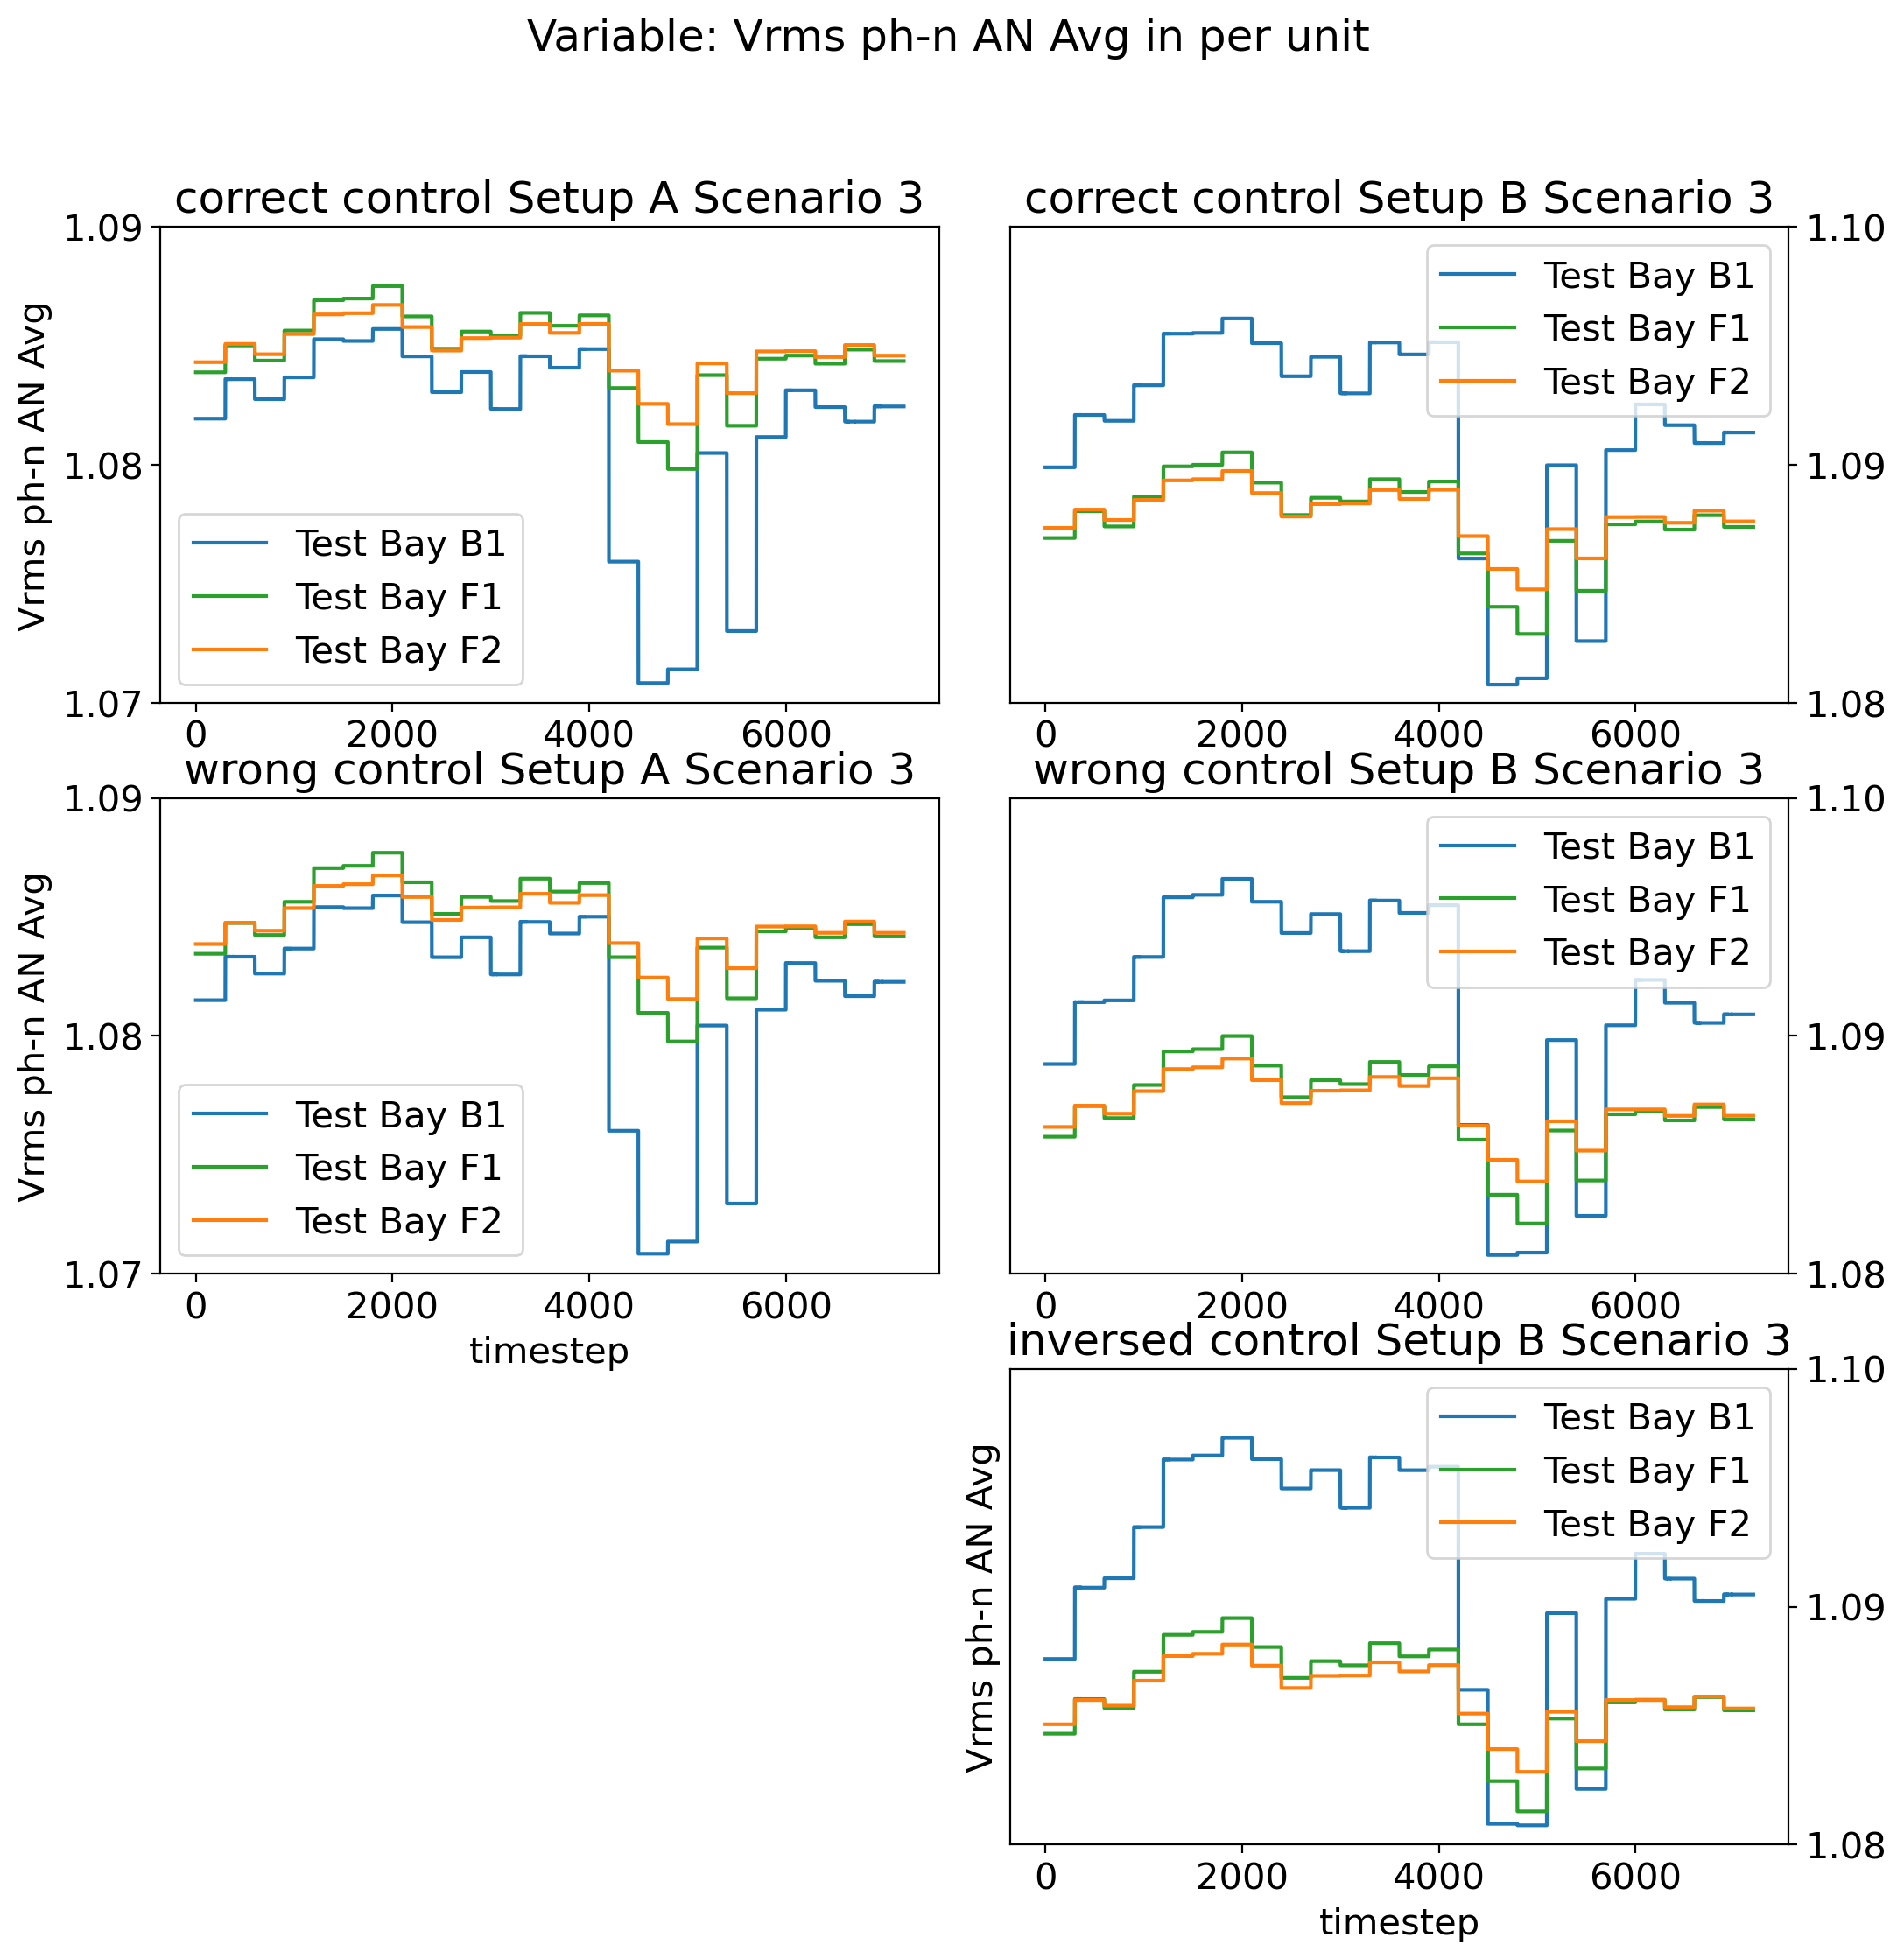 Variable: Vrms ph-n AN Avg in per unit
correct control Setup A Scenario 3
1.09
1.08
1.07
Vrms ph-n AN Avg
Test Bay B1
Test Bay F1
Test Bay F2
0 2000 4000 6000
correct control Setup B Scenario 3
1.10
1.09
1.08
Test Bay B1
Test Bay F1
Test Bay F2
0 2000 4000 6000
wrong control Setup A Scenario 3
1.09
1.08
1.07
Vrms ph-n AN Avg
Test Bay B1
Test Bay F1
Test Bay F2
0 2000 4000 6000
timestep
wrong control Setup B Scenario 3
1.10
1.09
1.08
Test Bay B1
Test Bay F1
Test Bay F2
0 2000 4000 6000
inversed control Setup B Scenario 3
1.10
1.09
1.08
Vrms ph-n AN Avg
Test Bay B1
Test Bay F1
Test Bay F2
0 2000 4000 6000
timestep